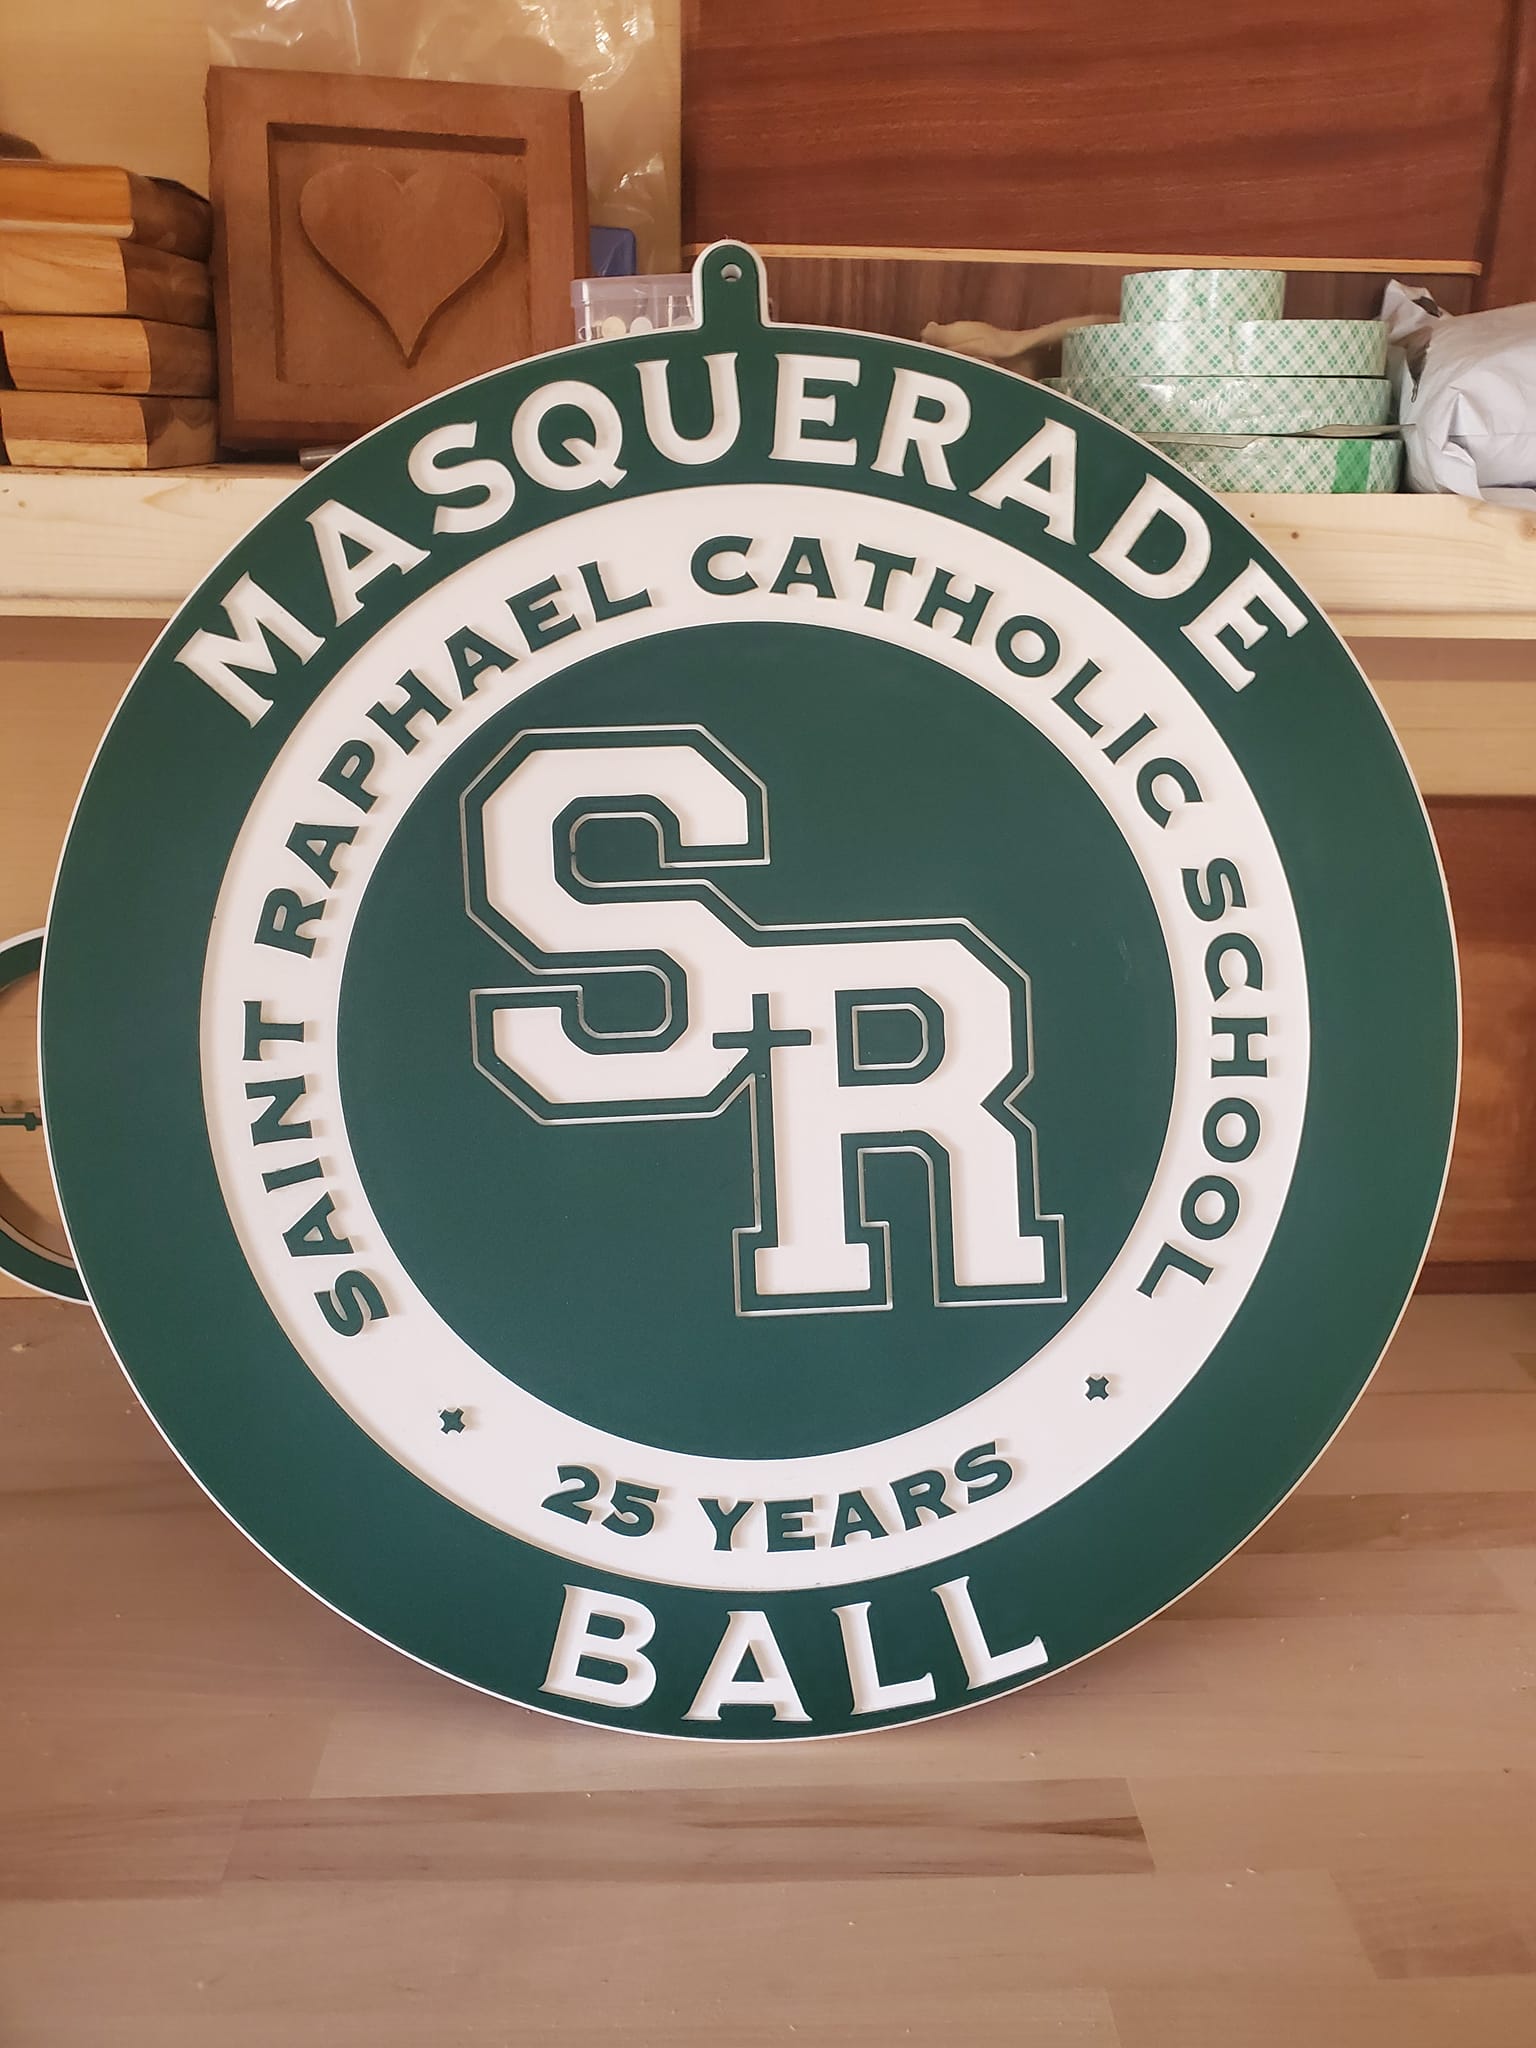 MASQUERADE
SAINT RAPHAEL CATHOLIC SCHOOL
SR
25 YEARS
BALL